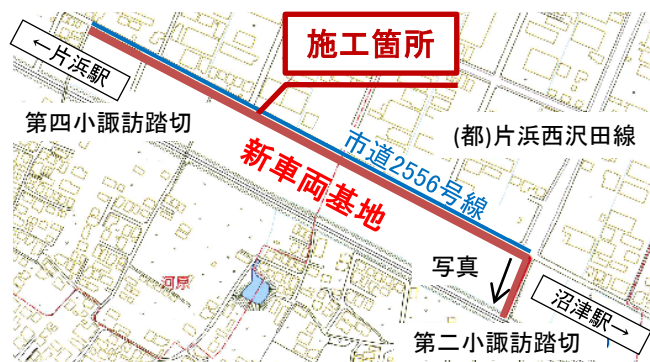 ←片浜駅
施工箇所
第四小諏訪踏切
(都)片浜西沢田線
市道2556号線
新車両基地
写真
河原
沼津駅→
第二小諏訪踏切